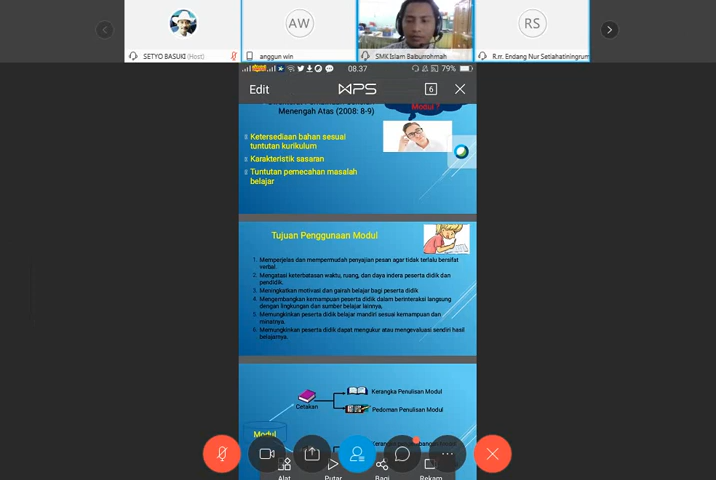 AW
RS
SETYO BASUKI (Host)
anggun win
SMK Islam Baburrohmah
R.rr. Endang Nur Setiahatiningrum
08.37
79%
Edit
WPS
6
Menengah Atas (2008: 8-9)
Modul ?
Ketersediaan bahan sesuai
tuntutan kurikulum
Karakteristik sasaran
Tuntutan pemecahan masalah
belajar
Tujuan Penggunaan Modul
1. Memperjelas dan mempermudah penyajian pesan agar tidak terlalu bersifat
verbal.
2. Mengatasi keterbatasan waktu, ruang, dan daya indera peserta didik dan
pendidik.
3. Meningkatkan motivasi dan gairah belajar bagi peserta didik
4. Mengembangkan kemampuan peserta didik dalam berinteraksi langsung
dengan lingkungan dan sumber belajar lainnya,
5. Memungkinkan peserta didik belajar mandiri sesuai kemampuan dan
minatnya.
6. Memungkinkan peserta didik dapat mengukur atau mengevaluasi sendiri hasil
belajarnya.
Kerangka Penulisan Modul
Cetakan
Pedoman Penulisan Modul
Modul
Alat
Putar
Bagi
Rekam